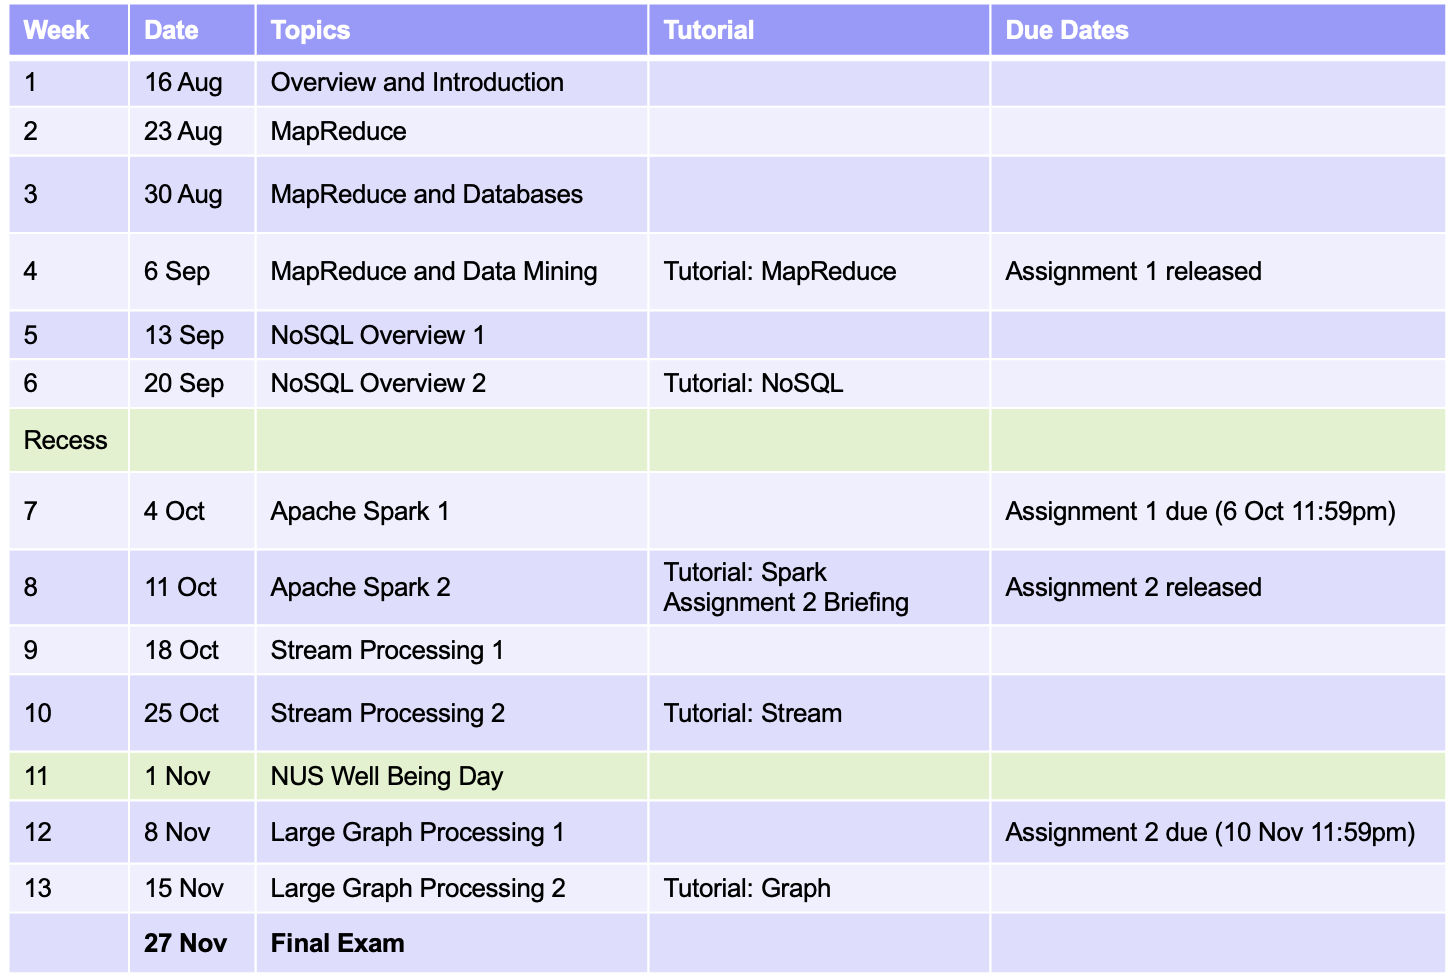 Week Date Topics Tutorial Due Dates
1 16 Aug Overview and Introduction
2 23 Aug MapReduce
3 30 Aug MapReduce and Databases
4 6 Sep MapReduce and Data Mining Tutorial: MapReduce Assignment 1 released
5 13 Sep NoSQL Overview 1
6 20 Sep NoSQL Overview 2 Tutorial: NoSQL
Recess
7 4 Oct Apache Spark 1 Assignment 1 due (6 Oct 11:59pm)
8 11 Oct Apache Spark 2 Tutorial: Spark
Assignment 2 Briefing Assignment 2 released
9 18 Oct Stream Processing 1
10 25 Oct Stream Processing 2 Tutorial: Stream
11 1 Nov NUS Well Being Day
12 8 Nov Large Graph Processing 1 Assignment 2 due (10 Nov 11:59pm)
13 15 Nov Large Graph Processing 2 Tutorial: Graph
27 Nov Final Exam